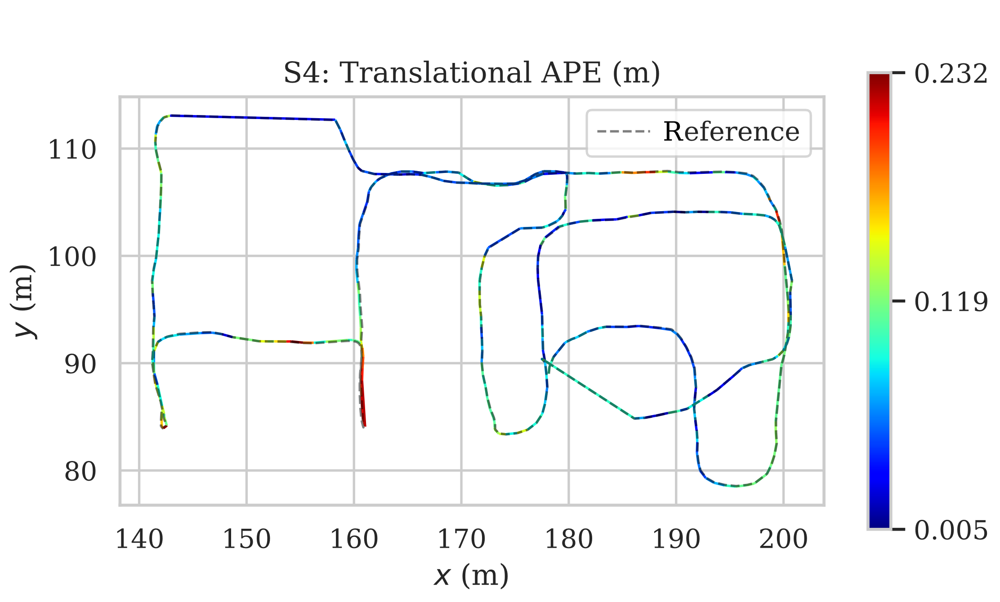 S4: Translational APE (m)
Reference
0.232
0.119
0.005
110
100
90
80
y (m)
140 150 160 170 180 190 200
x (m)